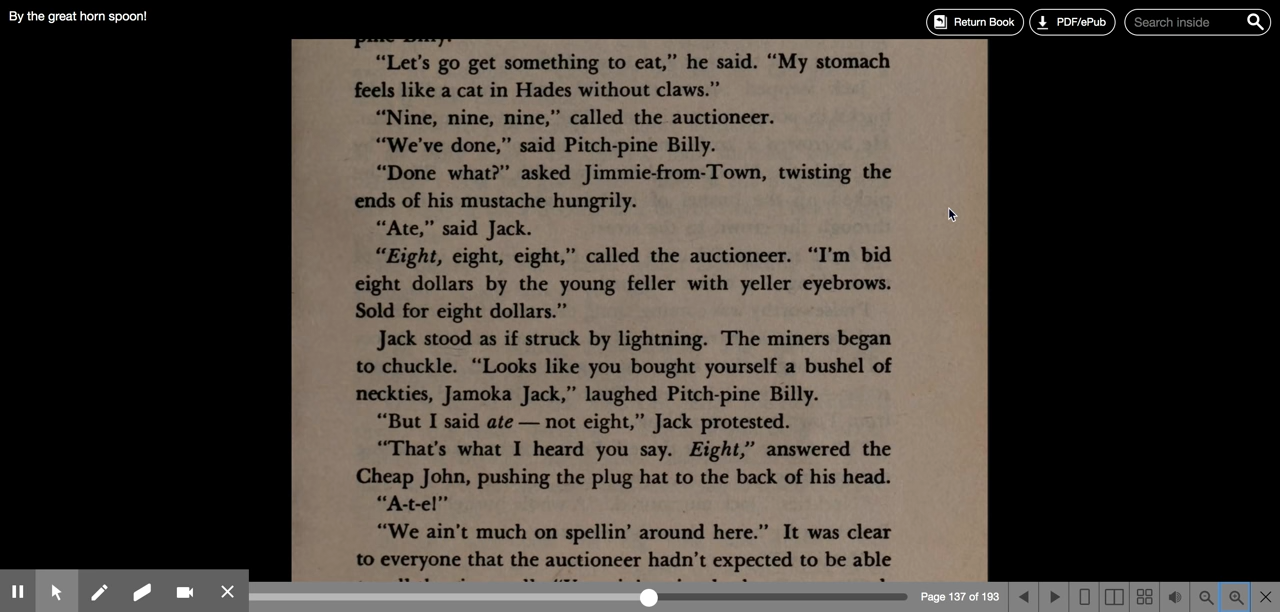 By the great horn spoon!
Return Book
PDF/ePub
Search inside
pine Billy.
“Let's go get something to eat,” he said. “My stomach
feels like a cat in Hades without claws.”
“Nine, nine, nine,” called the auctioneer.
“We've done,” said Pitch-pine Billy.
“Done what?” asked Jimmie-from-Town, twisting the
ends of his mustache hungrily.
“Ate,” said Jack.
“Eight, eight, eight,” called the auctioneer. “I'm bid
eight dollars by the young feller with yeller eyebrows.
Sold for eight dollars.”
Jack stood as if struck by lightning. The miners began
to chuckle. “Looks like you bought yourself a bushel of
neckties, Jamoka Jack,” laughed Pitch-pine Billy.
“But I said ate — not eight,” Jack protested.
“That's what I heard you say. Eight,” answered the
Cheap John, pushing the plug hat to the back of his head.
“A-t-e!”
“We ain't much on spellin' around here.” It was clear
to everyone that the auctioneer hadn't expected to be able
Page 137 of 193